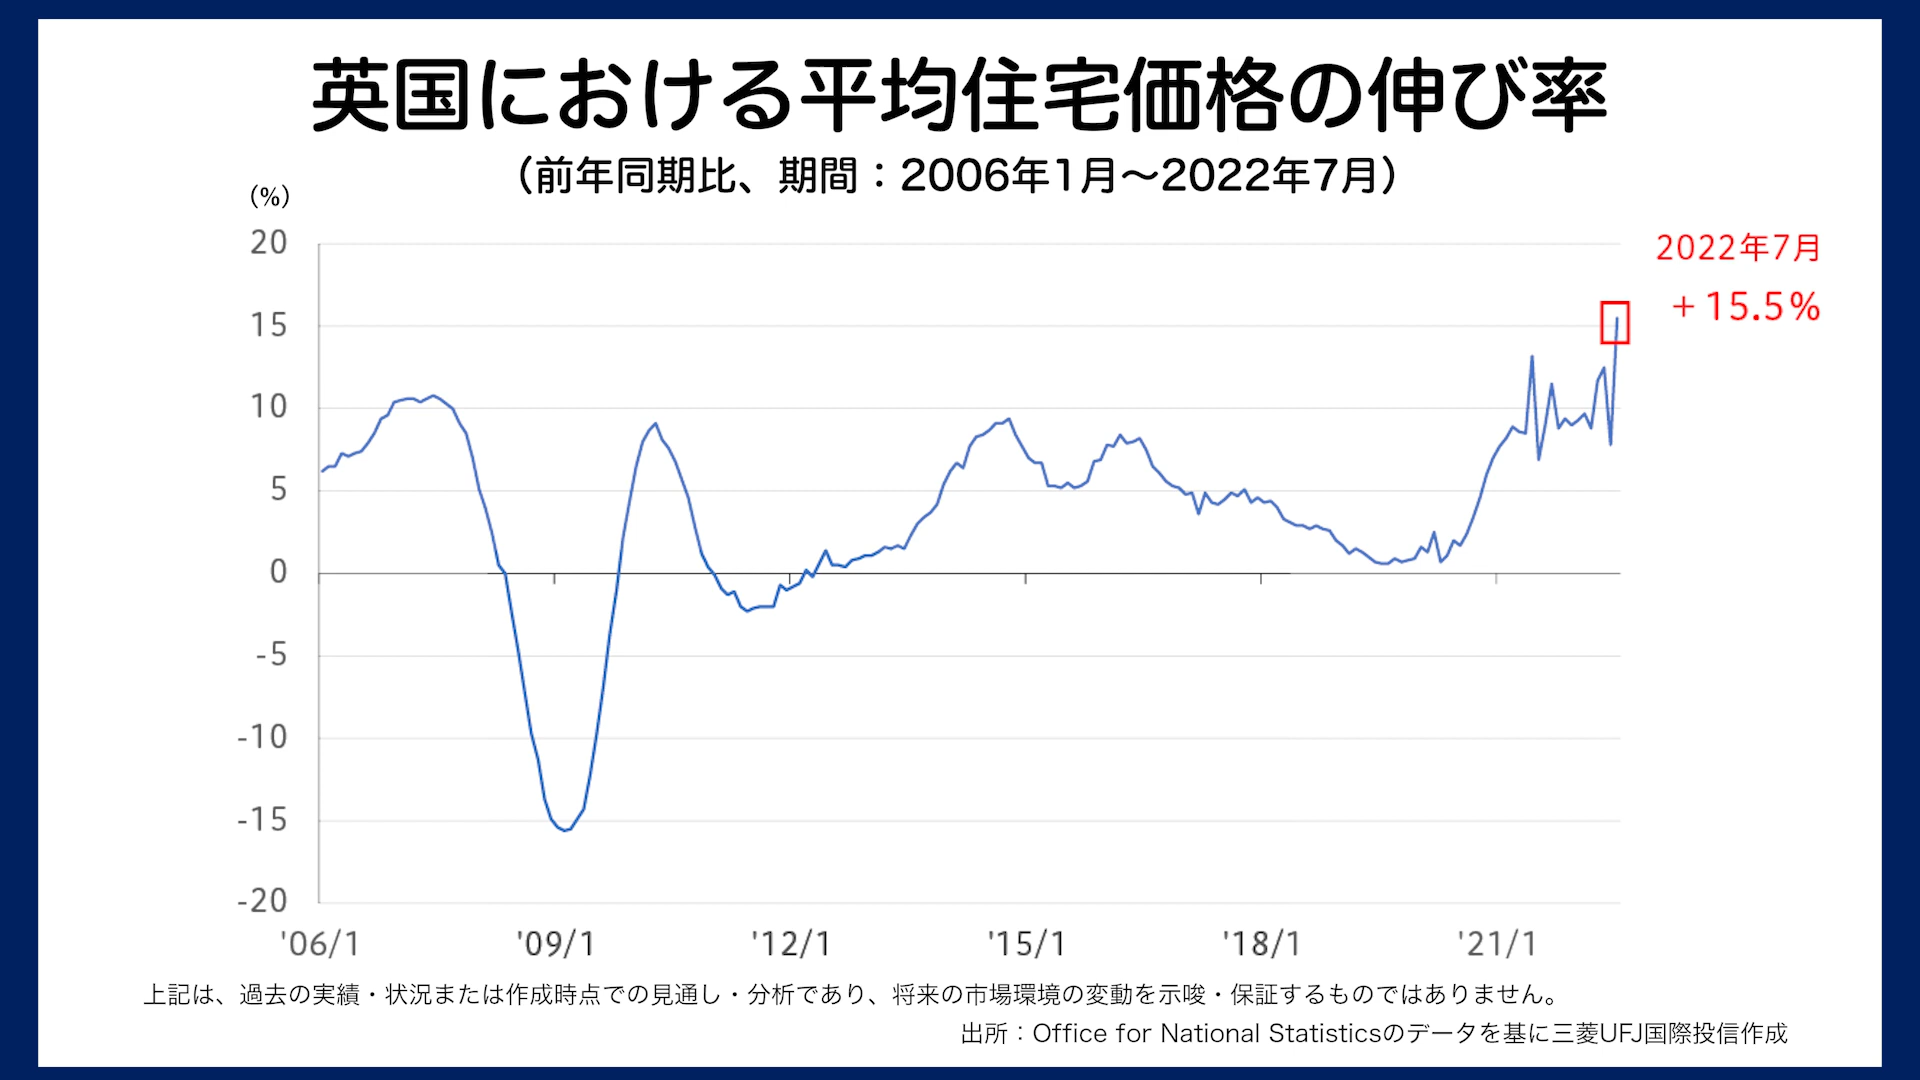 英国における平均住宅価格の伸び率
（前年同期比、期間：2006年1月～2022年7月）
(%)
20
15
10
5
0
-5
-10
-15
-20
'06/1 '09/1 '12/1 '15/1 '18/1 '21/1
2022年7月
＋15.5%
上記は、過去の実績・状況または作成時点での見通し・分析であり、将来の市場環境の変動を示唆・保証するものではありません。
出所：Office for National Statisticsのデータを基に三菱UFJ国際投信作成